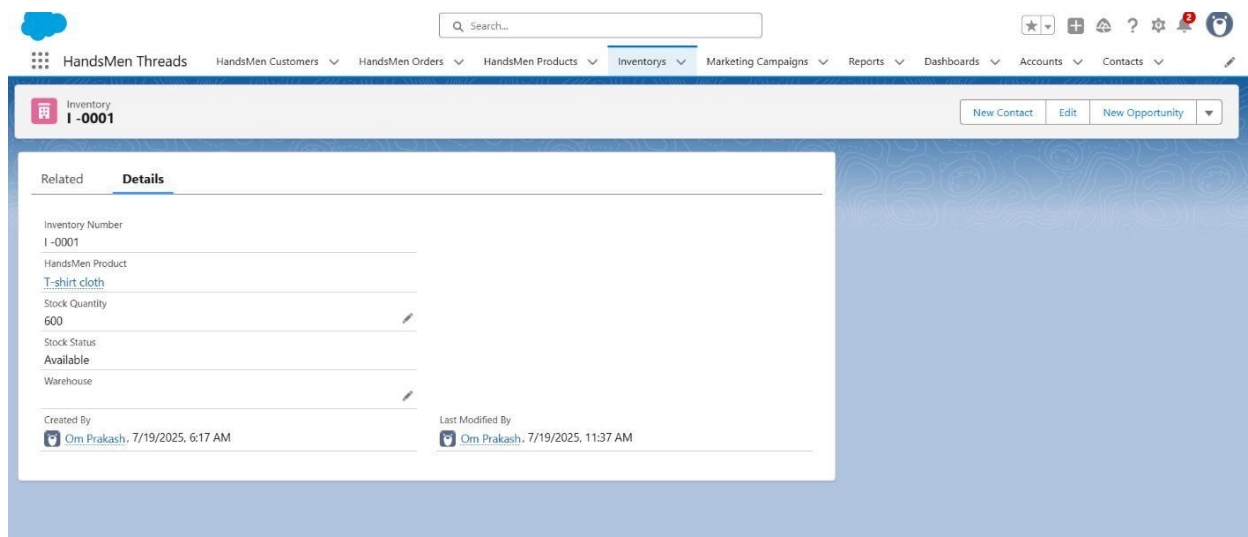 Search...
2
HandsMen Threads HandsMen Customers HandsMen Orders HandsMen Products Inventorys Marketing Campaigns Reports Dashboards Accounts Contacts
Inventory
I -0001
New Contact Edit New Opportunity
Related Details
Inventory Number
I -0001
HandsMen Product
T-shirt cloth
Stock Quantity
600
Stock Status
Available
Warehouse
Created By Last Modified By
Om Prakash, 7/19/2025, 6:17 AM Om Prakash, 7/19/2025, 11:37 AM